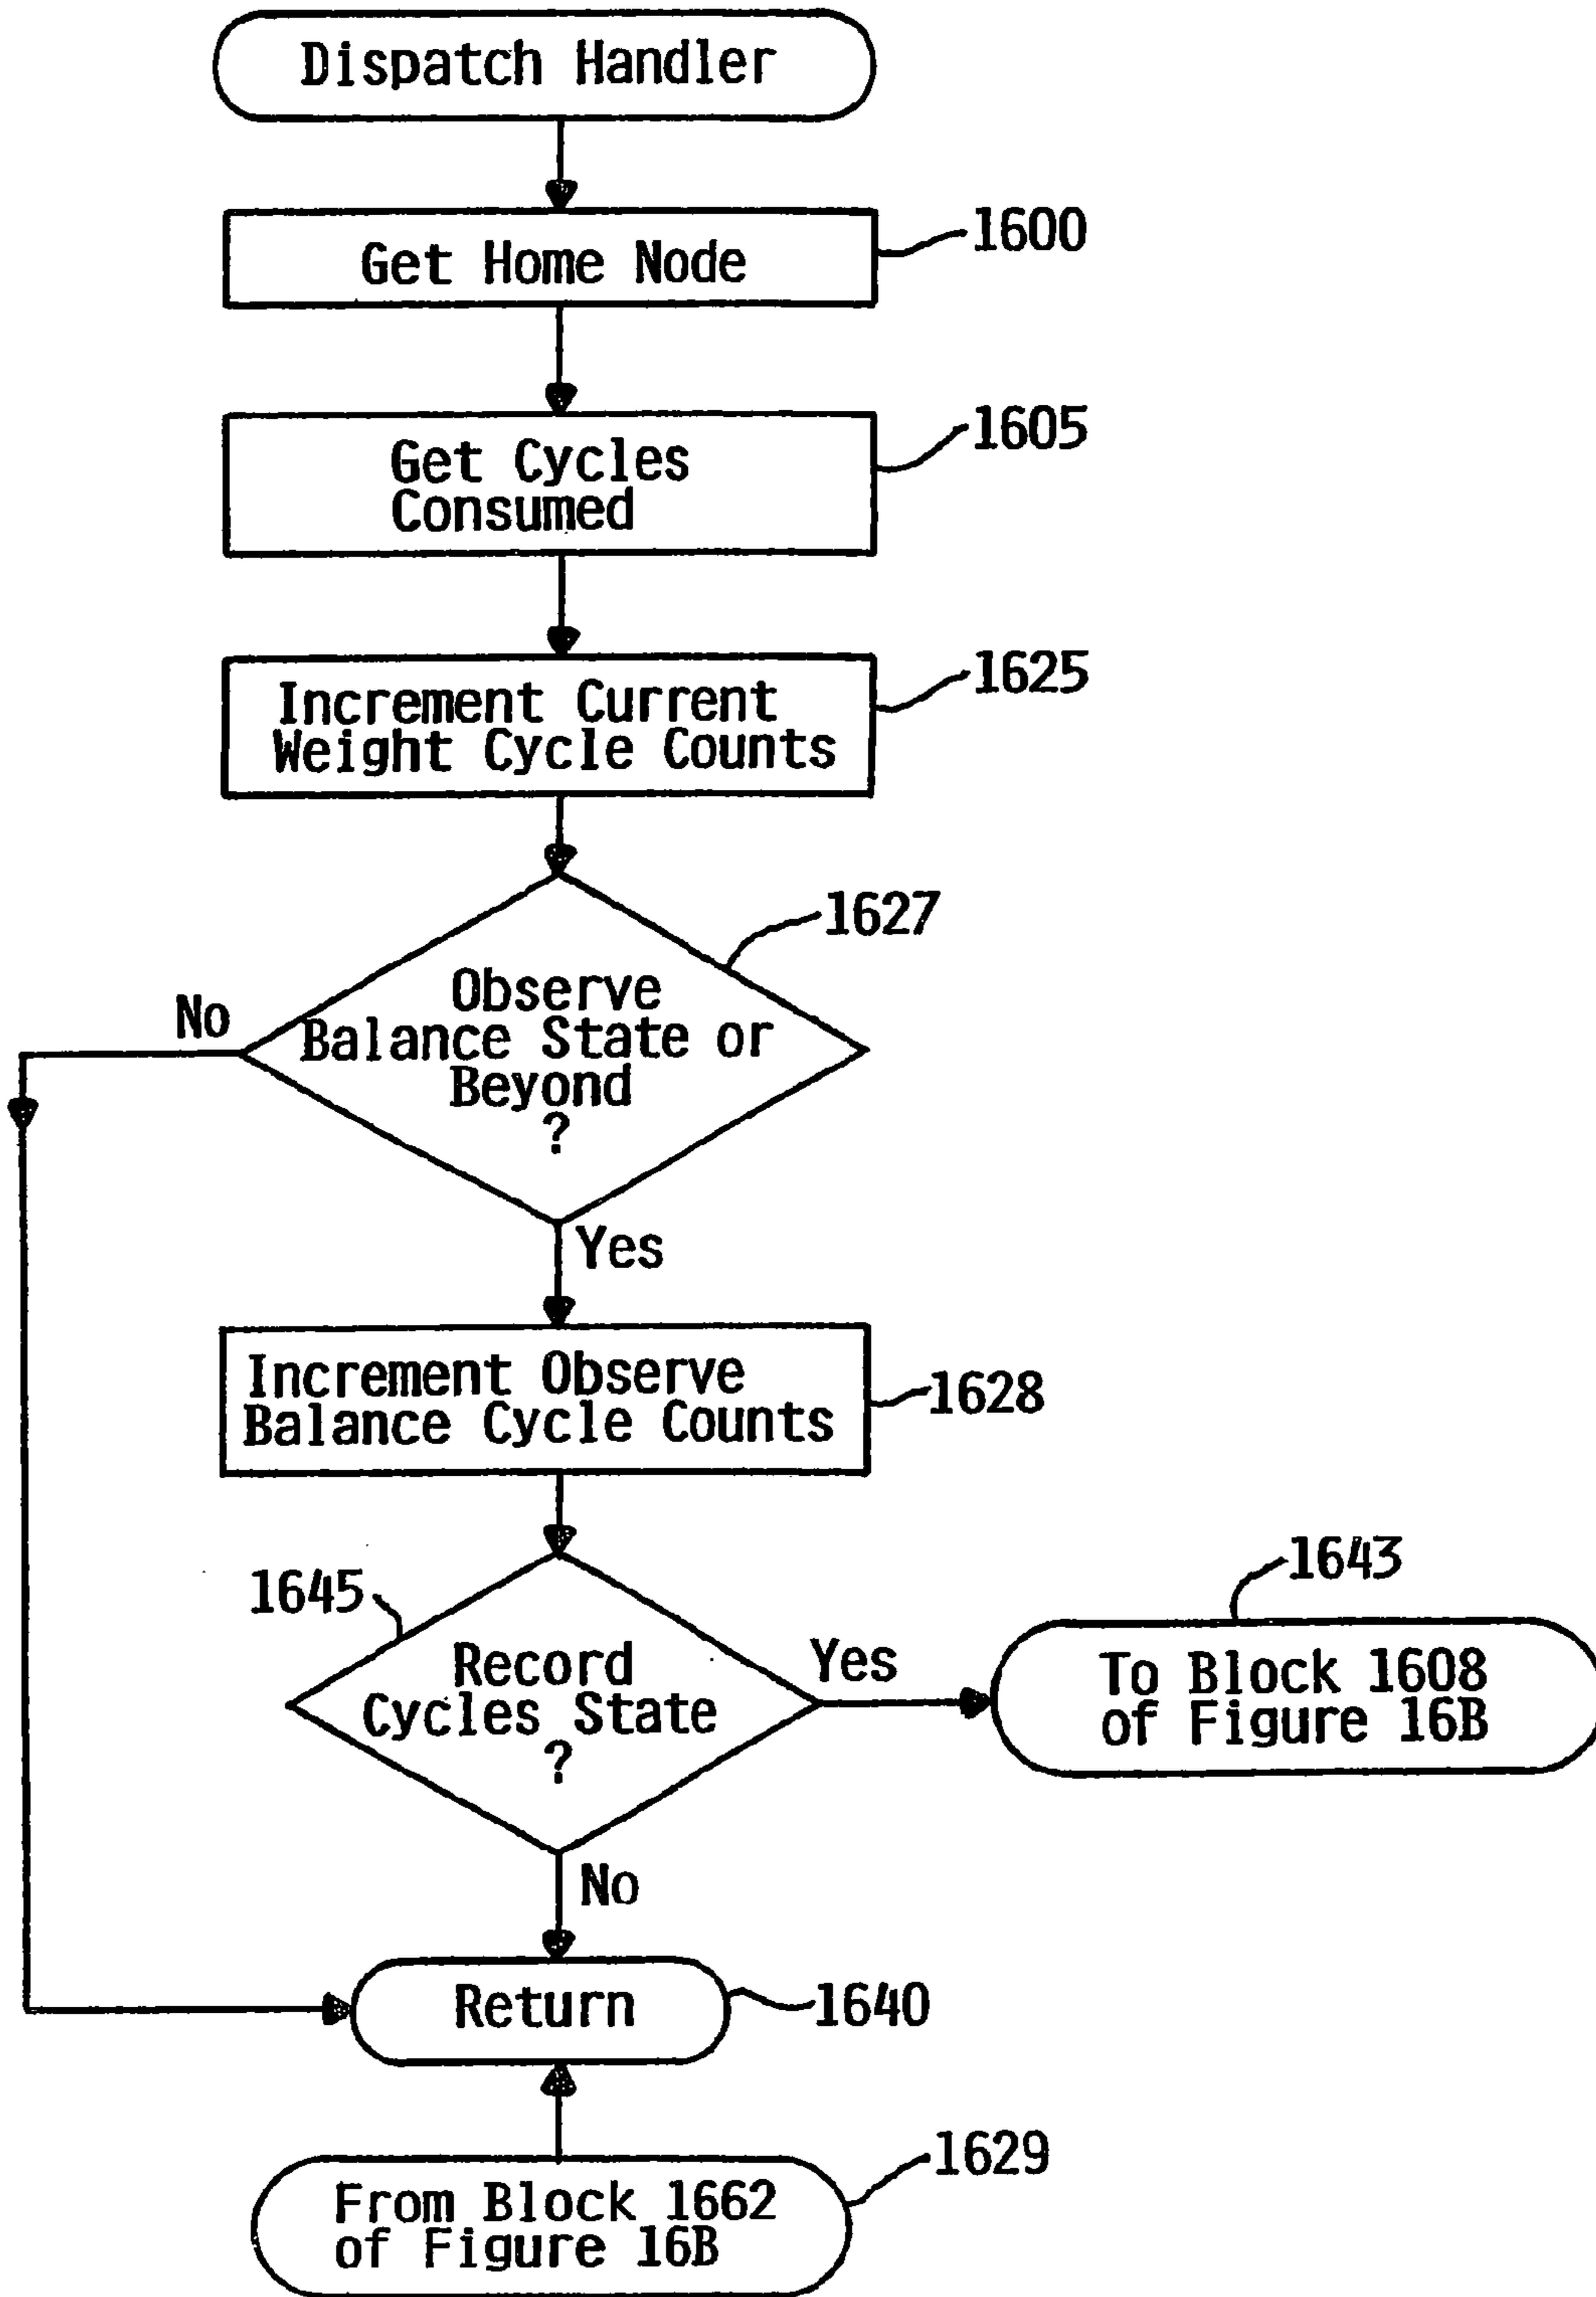 Dispatch Handler
Get Home Node
1600
Get Cycles
Consumed
1605
Increment Current
Weight Cycle Counts
1625
1627
Observe
Balance State or
Beyond
?
No
Yes
Increment Observe
Balance Cycle Counts
1628
1645
Record
Cycles State
?
Yes
1643
To Block 1608
of Figure 16B
No
Return
1640
1629
From Block 1662
of Figure 16B